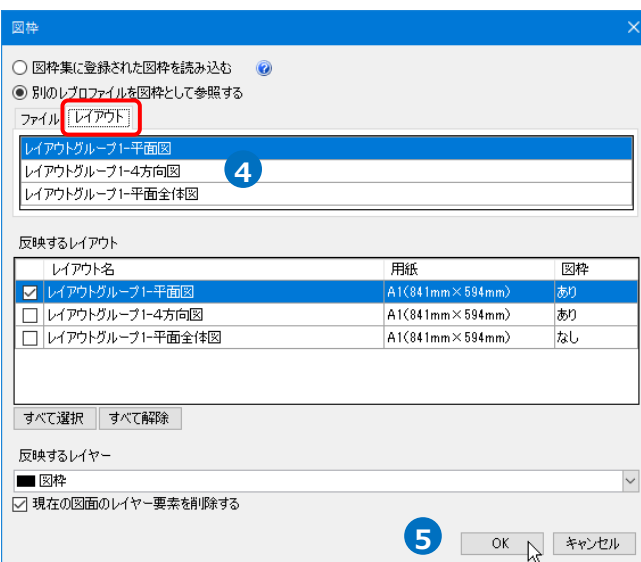 図枠
図枠集に登録された図枠を読み込む
別のレブロファイルを図枠として参照する
ファイル レイアウト
レイアウトグループ1-平面図
レイアウトグループ1-4方向図
4
レイアウトグループ1-平面全体図
反映するレイアウト
レイアウト名 用紙 図枠
レイアウトグループ1-平面図 A1(841mm×594mm) あり
レイアウトグループ1-4方向図 A1(841mm×594mm) あり
レイアウトグループ1-平面全体図 A1(841mm×594mm) なし
すべて選択 すべて解除
反映するレイヤー
図枠
現在の図面のレイヤー要素を削除する
5 OK キャンセル